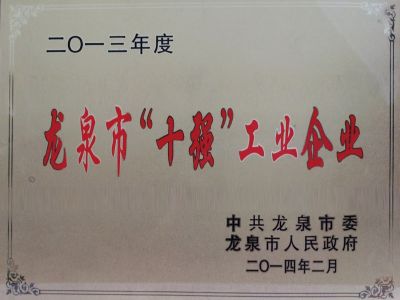 二〇一三年度
龙泉市“十强”工业企业
中共龙泉市委
龙泉市人民政府
二〇一四年二月